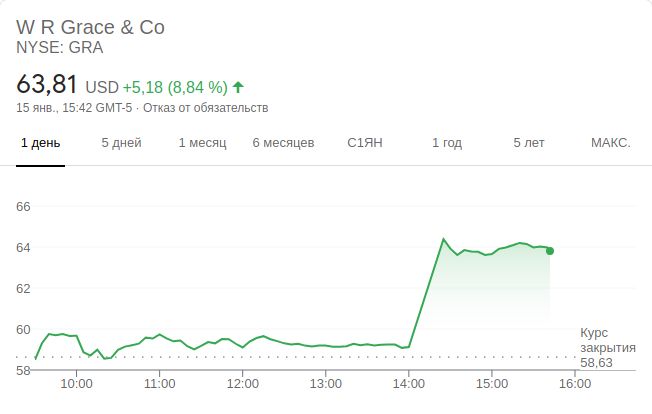 W R Grace & Co
NYSE: GRA
63,81 USD +5,18 (8,84 %)
15 янв., 15:42 GMT-5 · Отказ от обязательств
1 день 5 дней 1 месяц 6 месяцев С1ЯН 1 год 5 лет МАКС.
66
64
62
60
Курс
закрытия
58,63
58
10:00 11:00 12:00 13:00 14:00 15:00 16:00